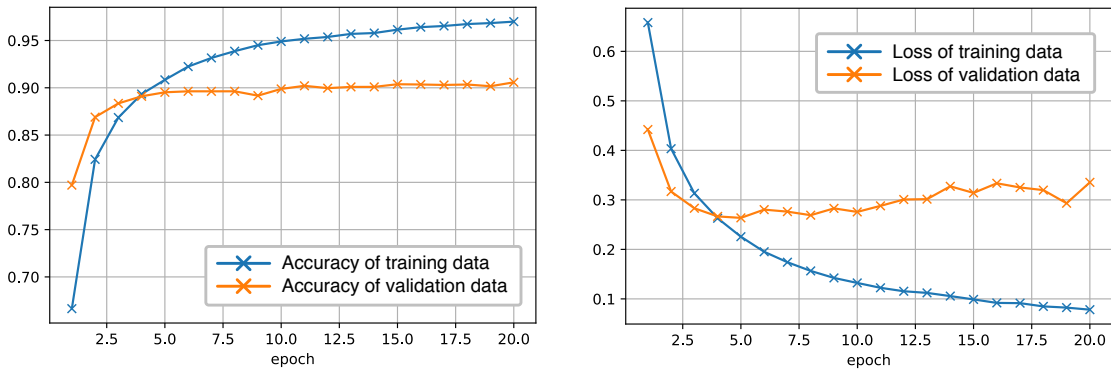 0.95
0.90
0.85
0.80
0.75
0.70
Accuracy of training data
Accuracy of validation data
2.5 5.0 7.5 10.0 12.5 15.0 17.5 20.0
epoch
0.6
0.5
0.4
0.3
0.2
0.1
Loss of training data
Loss of validation data
2.5 5.0 7.5 10.0 12.5 15.0 17.5 20.0
epoch